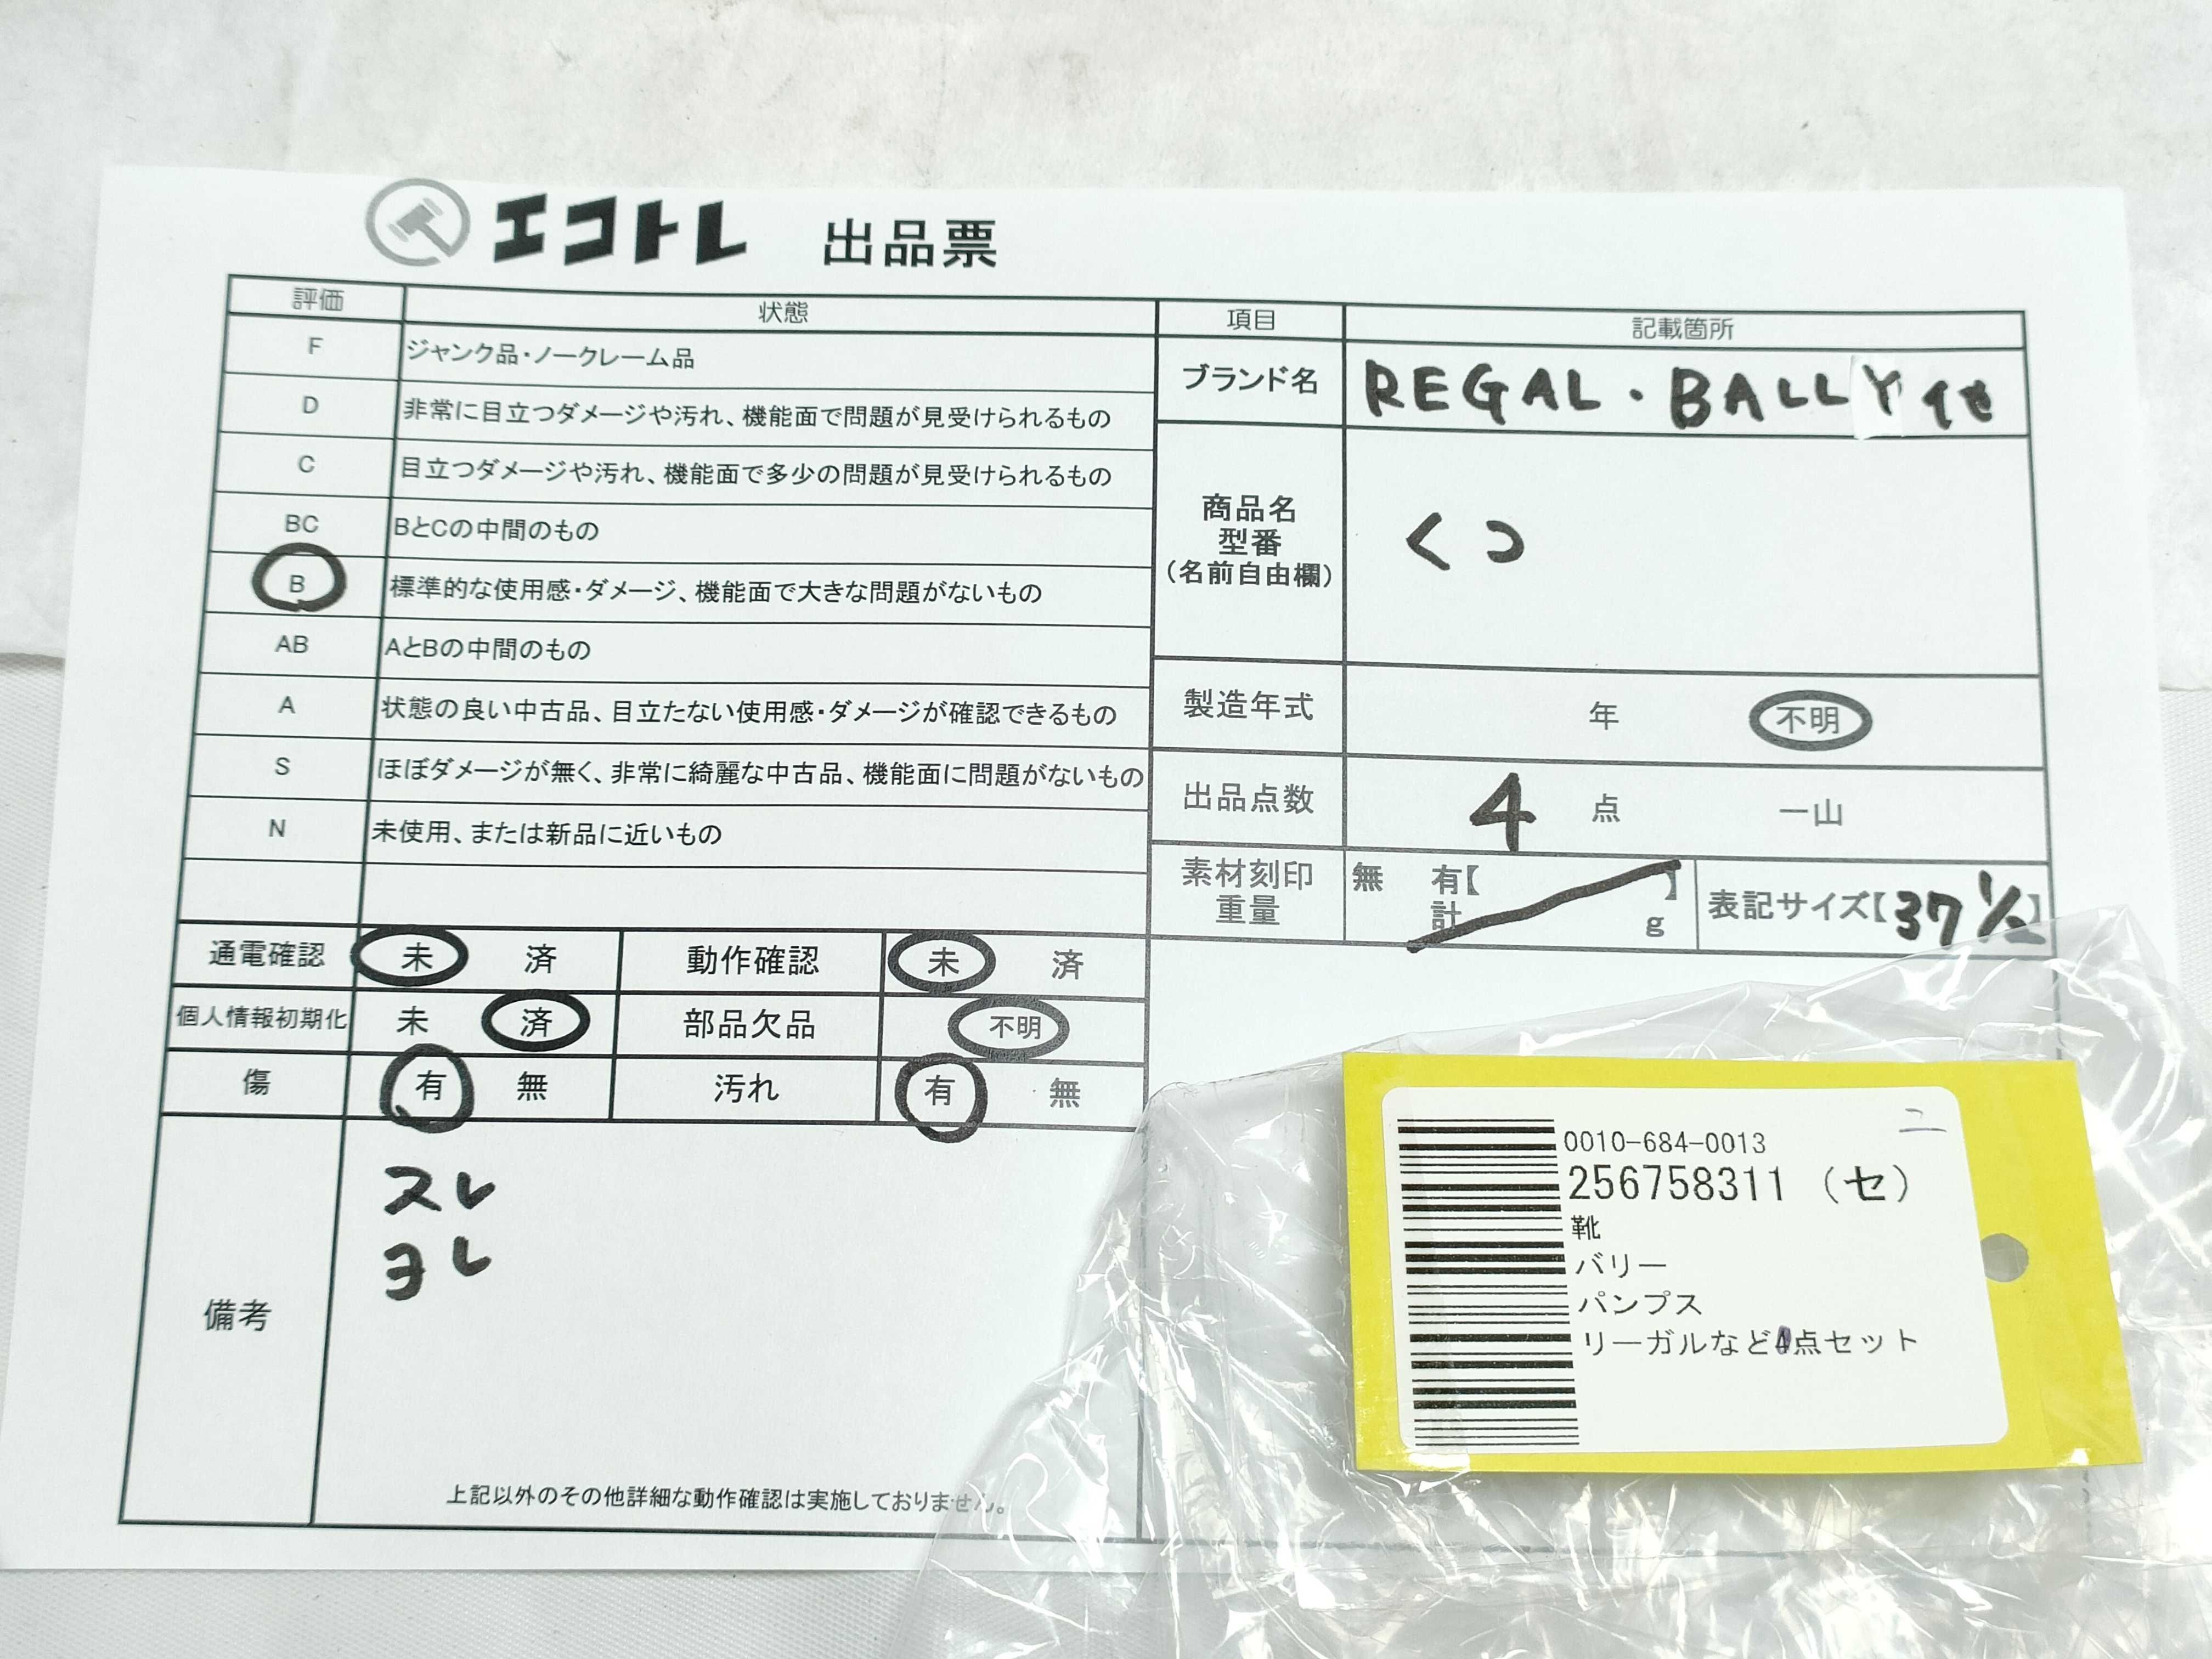 エコトレ 出品票
評価 状態
F ジャンク品・ノークレーム品
D 非常に目立つダメージや汚れ、機能面で問題が見受けられるもの
C 目立つダメージや汚れ、機能面で多少の問題が見受けられるもの
BC BとCの中間のもの
B 標準的な使用感・ダメージ、機能面で大きな問題がないもの
AB AとBの中間のもの
A 状態の良い中古品、目立たない使用感・ダメージが確認できるもの
S ほぼダメージが無く、非常に綺麗な中古品、機能面に問題がないもの
N 未使用、または新品に近いもの
項目 記載箇所
ブランド名 REGAL・BALLY他
商品名
型番
(名前自由欄)
くつ
製造年式 年 不明
出品点数 4 点 一山
素材刻印 無 有【 】
重量 計 g
表記サイズ【37 1/2】
通電確認 未 済 動作確認 未 済
個人情報初期化 未 済 部品欠品 不明
傷 有 無 汚れ 有 無
備考
スレ
ヨレ
上記以外のその他詳細な動作確認は実施しておりません。
ニ
0010-684-0013
256758311 (セ)
靴
バリー
パンプス
リーガルなど4点セット